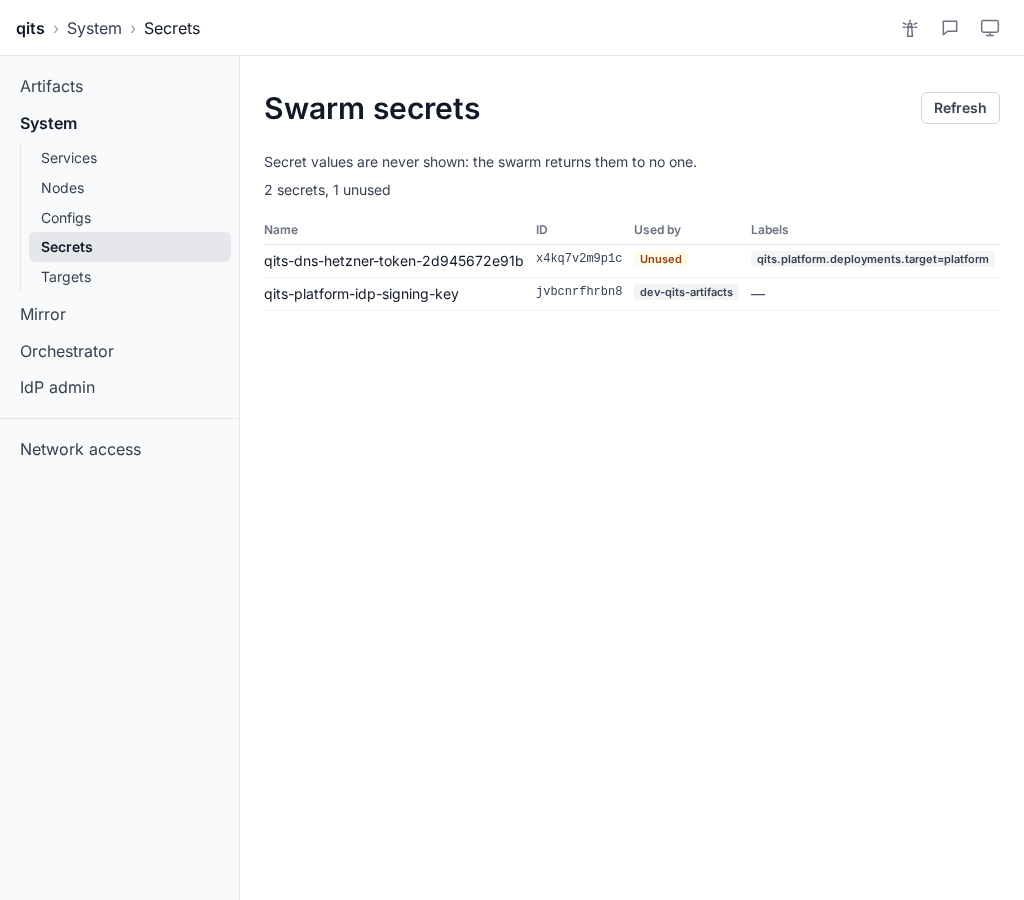 qits › System › Secrets
Artifacts
System
Services
Nodes
Configs
Secrets
Targets
Mirror
Orchestrator
IdP admin
Network access
Swarm secrets
Refresh
Secret values are never shown: the swarm returns them to no one.
2 secrets, 1 unused
Name ID Used by Labels
qits-dns-hetzner-token-2d945672e91b x4kq7v2m9p1c Unused qits.platform.deployments.target=platform
qits-platform-idp-signing-key jvbcnrfhrbn8 dev-qits-artifacts —